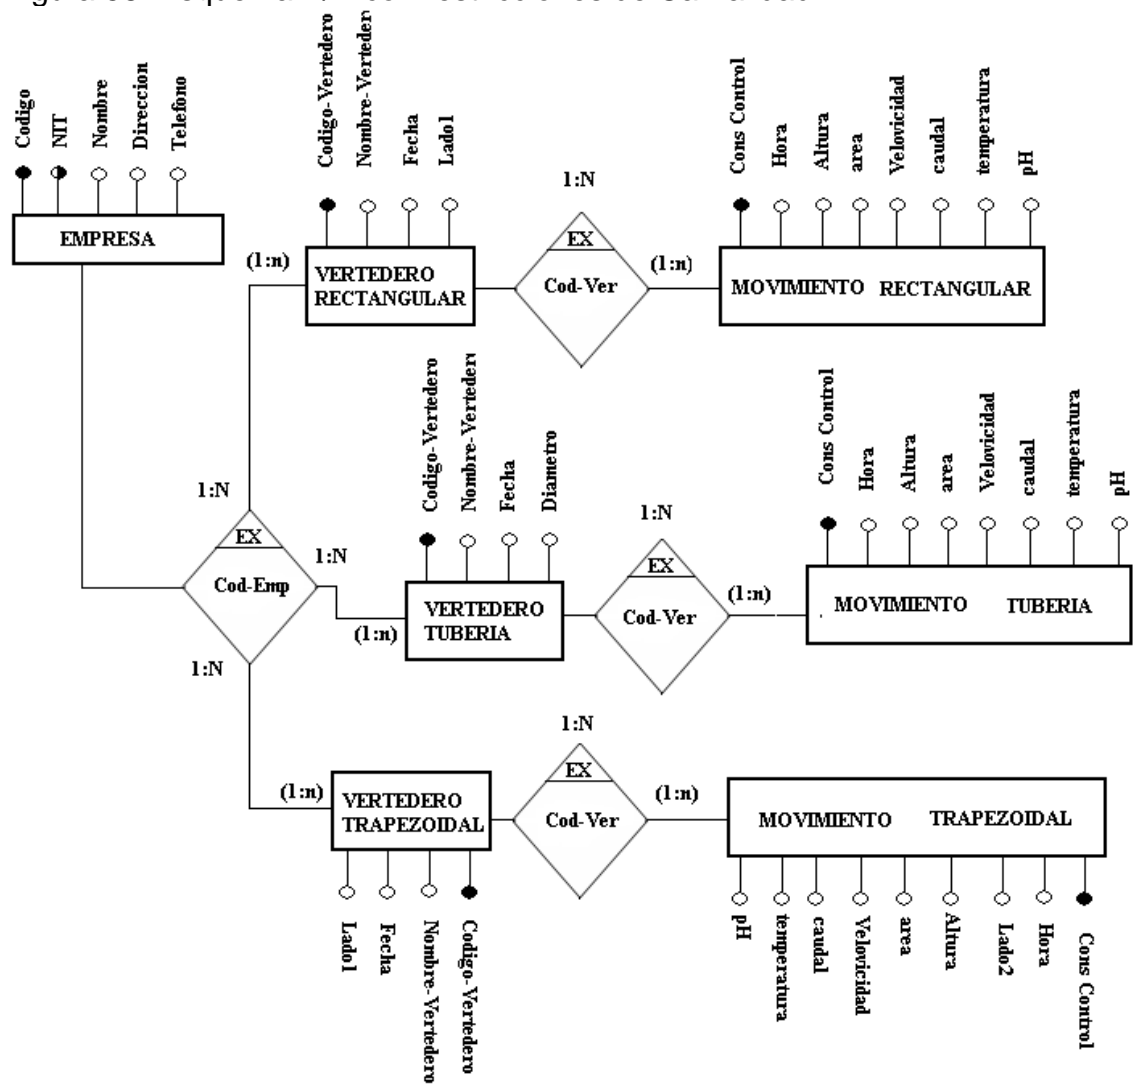 Codigo
NIT
Nombre
Direccion
Telefono
EMPRESA
Codigo-Vertedero
Nombre-Verteder
Fecha
Lado1
(1:n)
VERTEDERO
RECTANGULAR
1:N
EX
Cod-Ver
(1:n)
Cons Control
Hora
Altura
area
Velovicidad
caudal
temperatura
pH
MOVIMIENTO RECTANGULAR
1:N
EX
Cod-Emp
1:N
1:N
Codigo-Vertedero
Nombre-Vertedero
Fecha
Diametro
(1:n)
VERTEDERO
TUBERIA
1:N
EX
Cod-Ver
(1:n)
Cons Control
Hora
Altura
area
Velovicidad
caudal
temperatura
pH
MOVIMIENTO TUBERIA
(1:n)
VERTEDERO
TRAPEZOIDAL
Lado1
Fecha
Nombre-Vertedero
Codigo-Vertedero
1:N
EX
Cod-Ver
(1:n)
MOVIMIENTO TRAPEZOIDAL
pH
temperatura
caudal
Velovicidad
area
Altura
Lado2
Hora
Cons Control